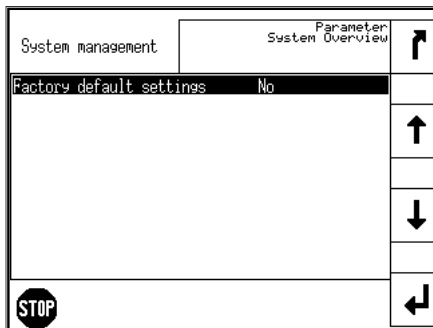 System management
Parameter
System Overview
Factory default settings No
STOP